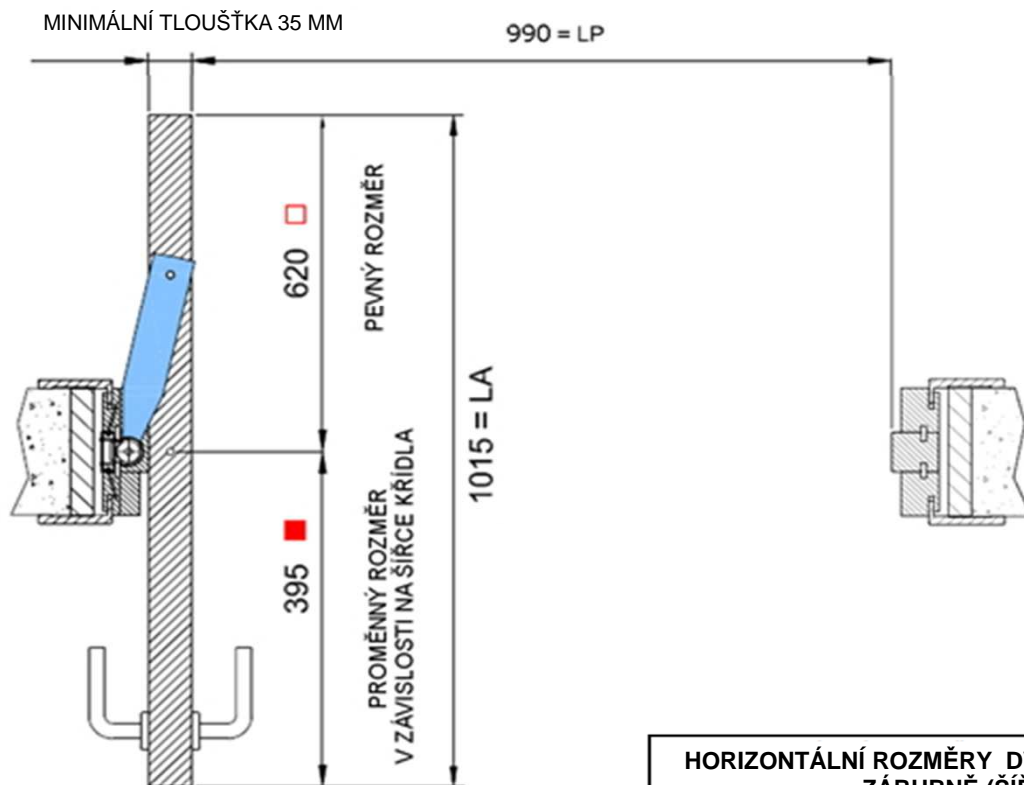 MINIMÁLNÍ TLOUŠŤKA 35 MM
990 = LP
620
PEVNÝ ROZMĚR
1015 = LA
395
PROMĚNNÝ ROZMĚR
V ZÁVISLOSTI NA ŠÍŘCE KŘÍDLA
HORIZONTÁLNÍ ROZMĚRY